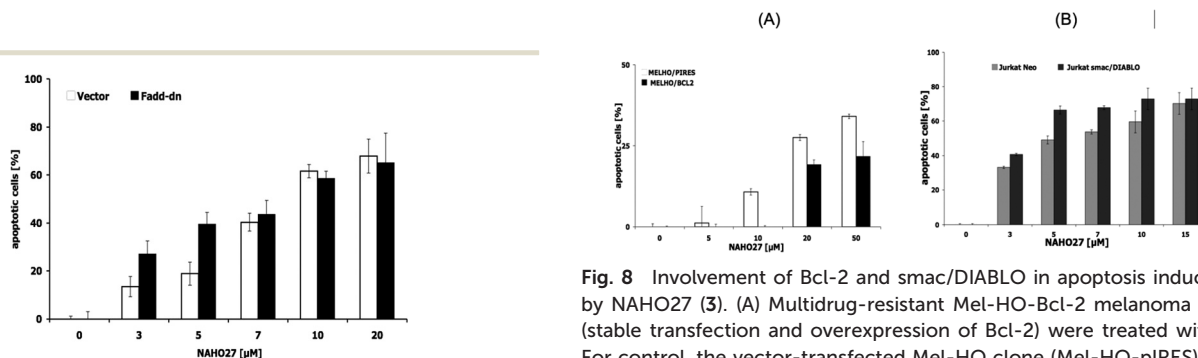 100
80
60
40
20
0
apoptotic cells [%]
Vector
Fadd-dn
0 3 5 7 10 20
NAHO27 [µM]
(A)
50
25
0
apoptotic cells [%]
MELHO/PIRES
MELHO/BCL2
0 5 10 20 50
NAHO27 [µM]
(B)
100
80
60
40
20
0
apoptotic cells [%]
Jurkat Neo
Jurkat smac/DIABLO
0 3 5 7 10 15
NAHO27 [µM]
Fig. 8 Involvement of Bcl-2 and smac/DIABLO in apoptosis induc
by NAHO27 (3). (A) Multidrug-resistant Mel-HO-Bcl-2 melanoma
(stable transfection and overexpression of Bcl-2) were treated wi
For control, the vector-transfected Mel-HO clone (Mel-HO-pIRES)